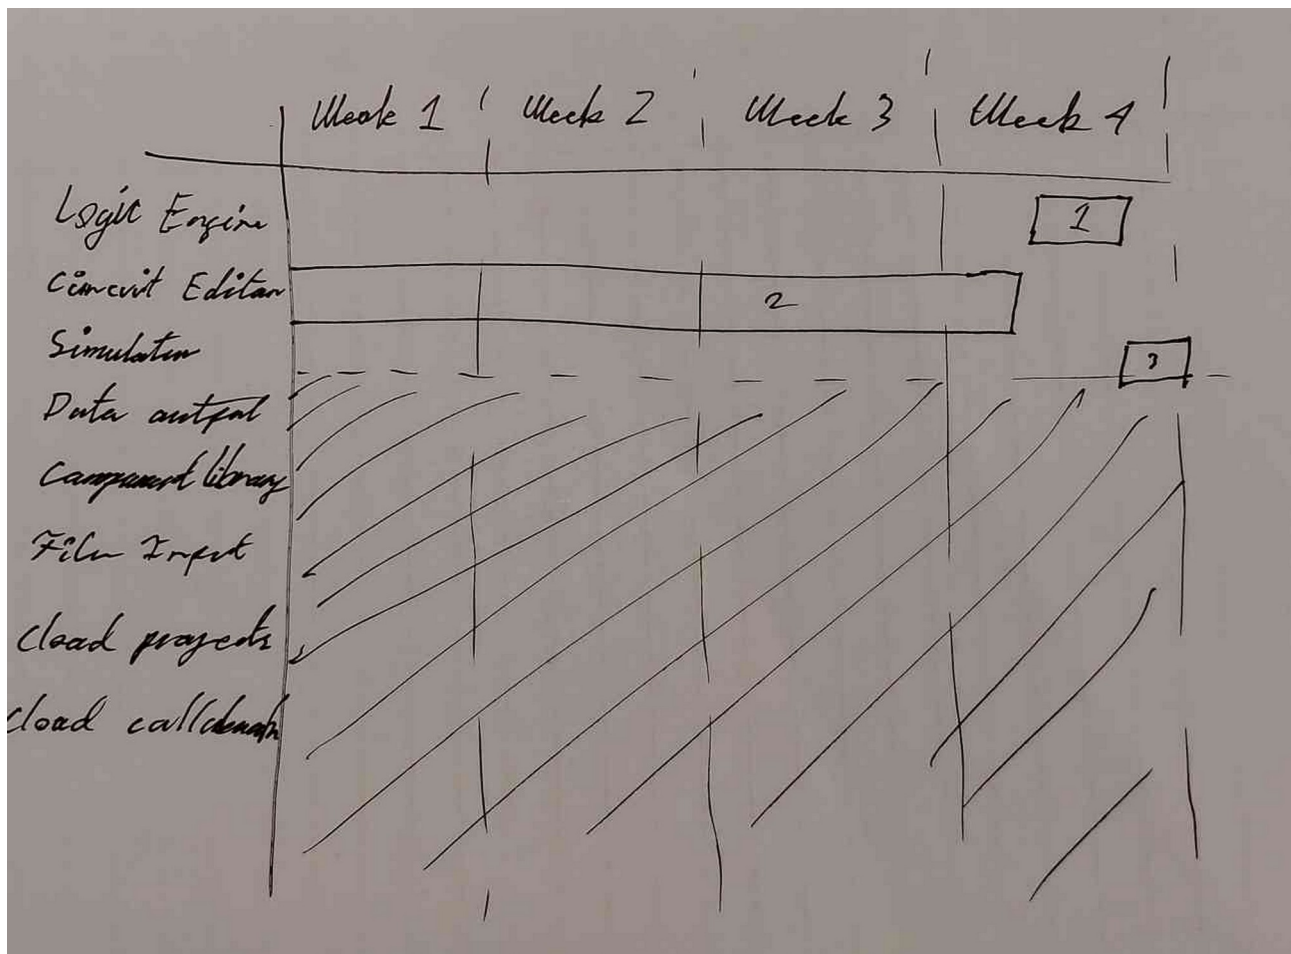 Week 1 Week 2 Week 3 Week 4
Logic Engine 1
Circuit Editor 2
Simulator 3
Data output
Component library
File Input
Cloud projects
Cloud